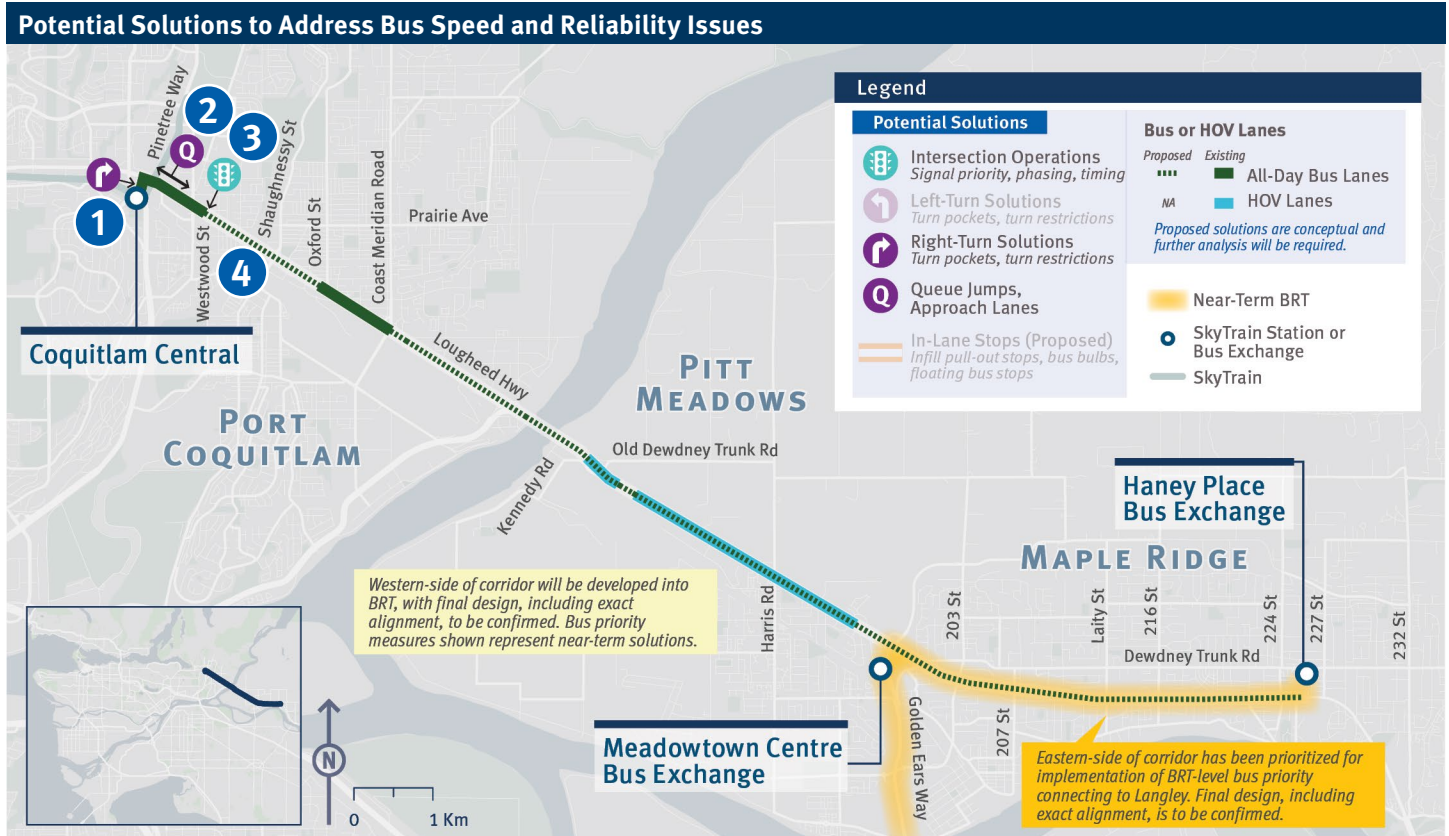 Potential Solutions to Address Bus Speed and Reliability Issues
Legend
Potential Solutions
Intersection Operations
Signal priority, phasing, timing
Left-Turn Solutions
Turn pockets, turn restrictions
Right-Turn Solutions
Turn pockets, turn restrictions
Q
Queue Jumps,
Approach Lanes
In-Lane Stops (Proposed)
Infill pull-out stops, bus bulbs,
floating bus stops
Bus or HOV Lanes
Proposed Existing
All-Day Bus Lanes
NA
HOV Lanes
Proposed solutions are conceptual and
further analysis will be required.
Near-Term BRT
SkyTrain Station or
Bus Exchange
SkyTrain
Pinetree Way
2
Q
3
1
4
Westwood St
Shaughnessy St
Oxford St
Coast Meridian Road
Prairie Ave
Coquitlam Central
Lougheed Hwy
PORT
COQUITLAM
PITT
MEADOWS
Old Dewdney Trunk Rd
Kennedy Rd
Haney Place
Bus Exchange
MAPLE RIDGE
Western-side of corridor will be developed into
BRT, with final design, including exact
alignment, to be confirmed. Bus priority
measures shown represent near-term solutions.
Harris Rd
203 St
Laity St
216 St
224 St
227 St
232 St
Dewdney Trunk Rd
207 St
Golden Ears Way
Meadowtown Centre
Bus Exchange
Eastern-side of corridor has been prioritized for
implementation of BRT-level bus priority
connecting to Langley. Final design, including
exact alignment, is to be confirmed.
N
0 1 Km